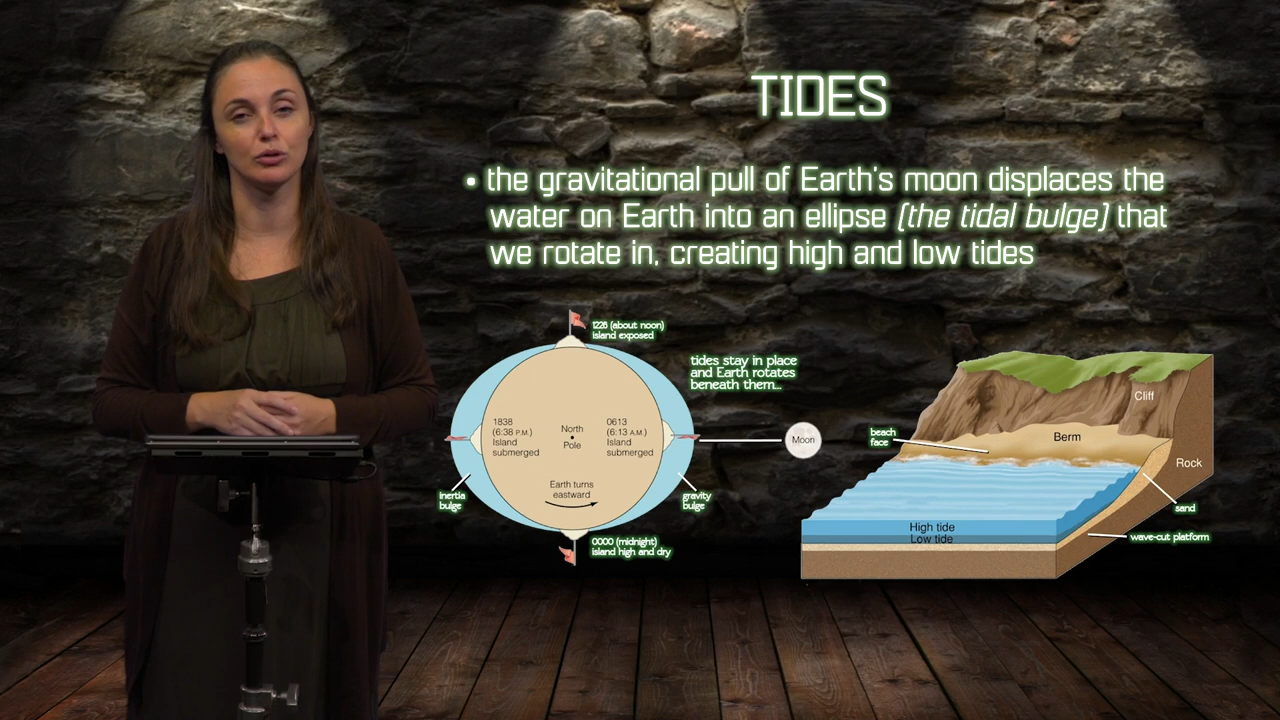 TIDES
• the gravitational pull of Earth's moon displaces the
water on Earth into an ellipse (the tidal bulge) that
we rotate in, creating high and low tides
1226 (about noon)
island exposed
tides stay in place
and Earth rotates
beneath them...
1838
(6:38 P.M.)
Island
submerged
North
Pole
0613
(6:13 A.M.)
Island
submerged
Moon
Earth turns
eastward
inertia
bulge
gravity
bulge
0000 (midnight)
island high and dry
Cliff
beach
face
Berm
Rock
sand
High tide
Low tide
wave-cut platform